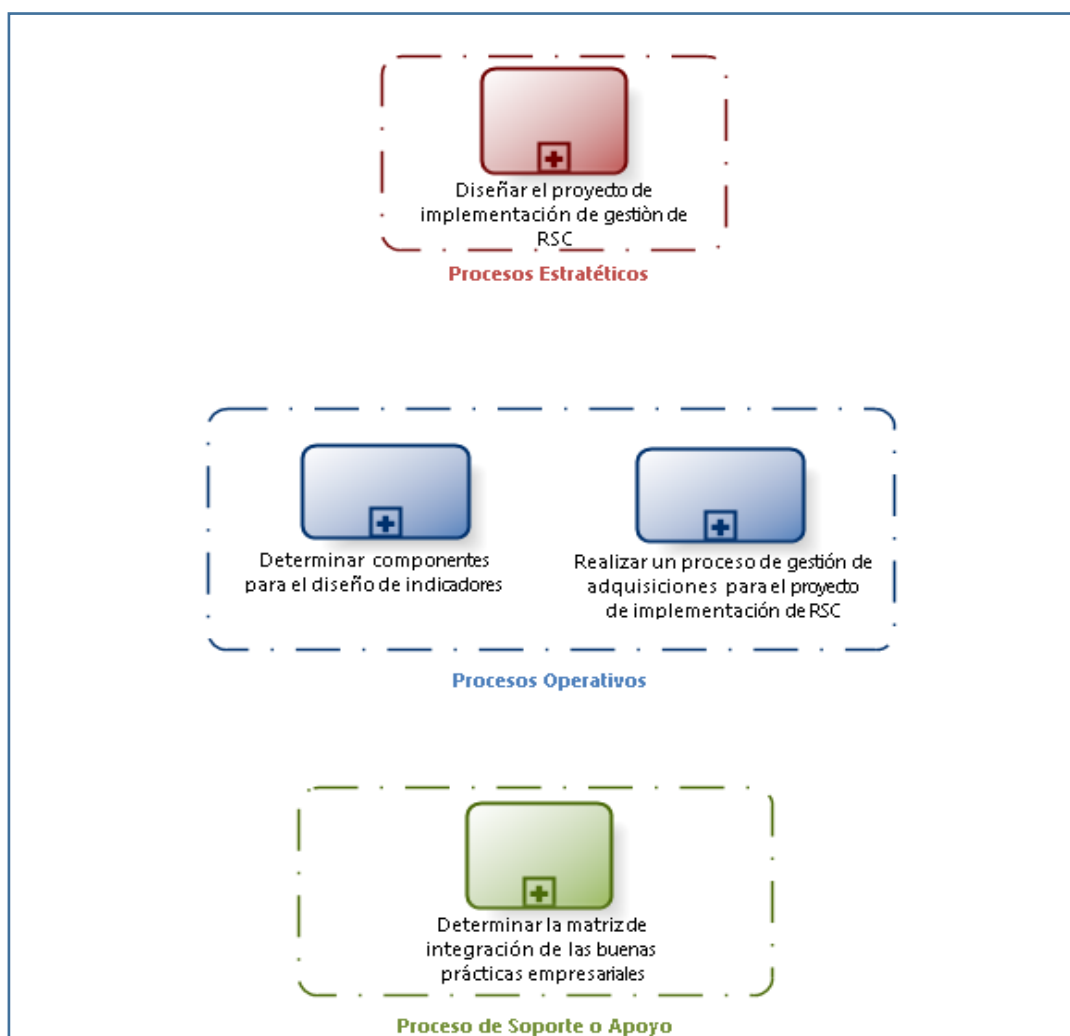 Diseñar el proyecto de
implementación de gestiòn de
RSC
Procesos Estratéticos
Determinar componentes
para el diseño de indicadores
Realizar un proceso de gestión de
adquisiciones para el proyecto
de implementación de RSC
Procesos Operativos
Determinar la matriz de
integración de las buenas
prácticas empresariales
Proceso de Soporte o Apoyo